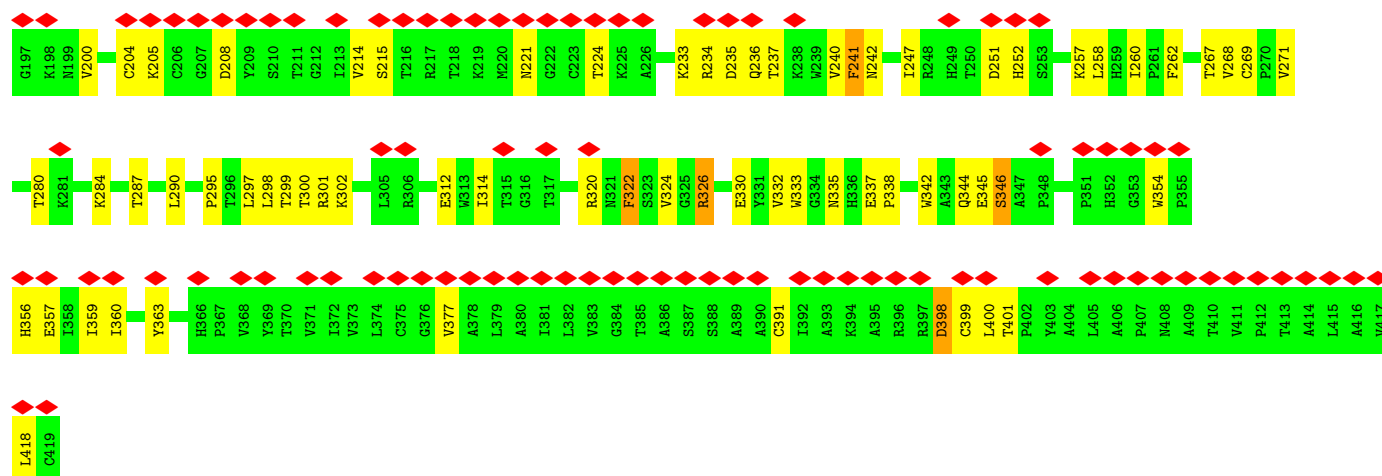 G197 K198 N199 V200 C204 K205 C206 G207 D208 Y209 S210 T211 G212 I213 V214 S215 T216 R217 T218 K219 M220 N221 G222 C223 T224 K225 A226 K233 R234 D235 Q236 T237 K238 W239 V240 F241 N242 I247 R248 H249 T250 D251 H252 S253 K257 L258 H259 I260 P261 F262 T267 V268 C269 P270 V271
T280 K281 K284 T287 L290 P295 T296 L297 L298 T299 T300 R301 K302 L305 R306 E312 W313 I314 T315 G316 T317 R320 N321 F322 S323 V324 G325 R326 E330 Y331 V332 W333 G334 N335 H336 E337 P338 W342 A343 Q344 E345 S346 A347 P348 P351 H352 G353 W354 P355
H356 E357 I358 I359 I360 Y363 H366 P367 V368 Y369 T370 V371 I372 V373 L374 C375 G376 V377 A378 L379 A380 I381 L382 V383 G384 T385 A386 S387 S388 A389 A390 C391 I392 A393 K394 A395 R396 R397 D398 C399 L400 T401 P402 Y403 A404 L405 A406 P407 N408 A409 T410 V411 P412 T413 A414 L415 A416 V417
L418 C419